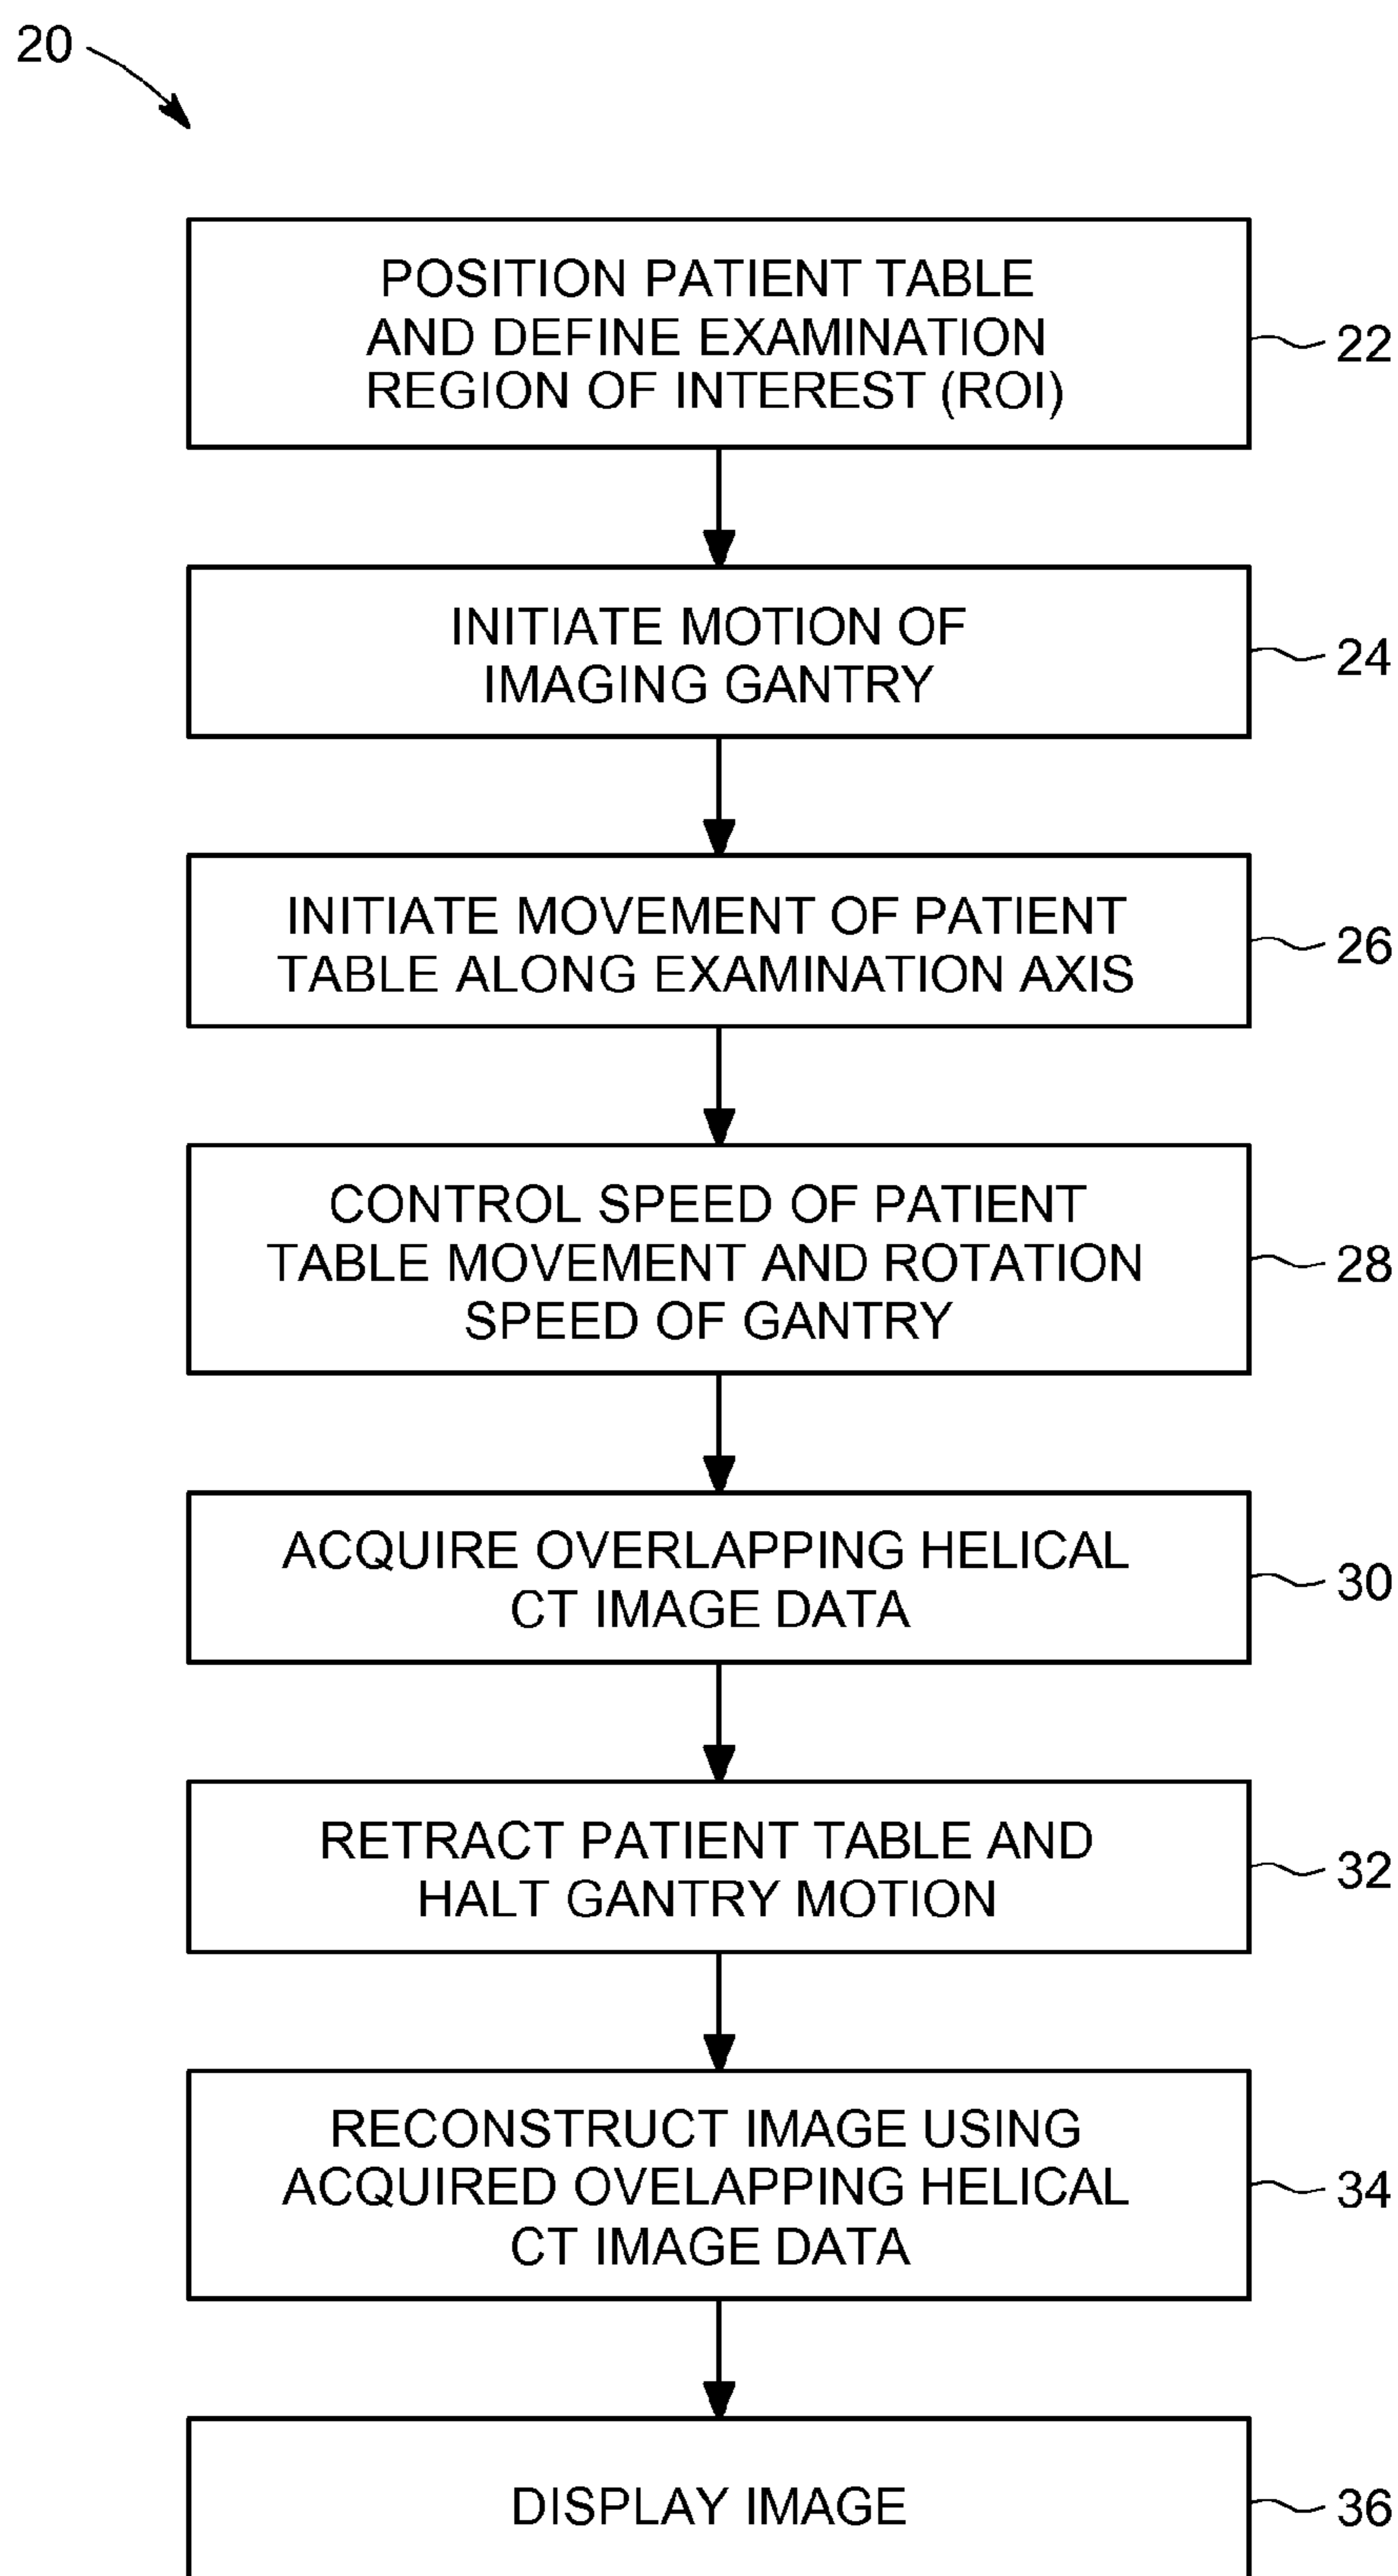 20
POSITION PATIENT TABLE
AND DEFINE EXAMINATION
REGION OF INTEREST (ROI)
22
INITIATE MOTION OF
IMAGING GANTRY
24
INITIATE MOVEMENT OF PATIENT
TABLE ALONG EXAMINATION AXIS
26
CONTROL SPEED OF PATIENT
TABLE MOVEMENT AND ROTATION
SPEED OF GANTRY
28
ACQUIRE OVERLAPPING HELICAL
CT IMAGE DATA
30
RETRACT PATIENT TABLE AND
HALT GANTRY MOTION
32
RECONSTRUCT IMAGE USING
ACQUIRED OVELAPPING HELICAL
CT IMAGE DATA
34
DISPLAY IMAGE
36